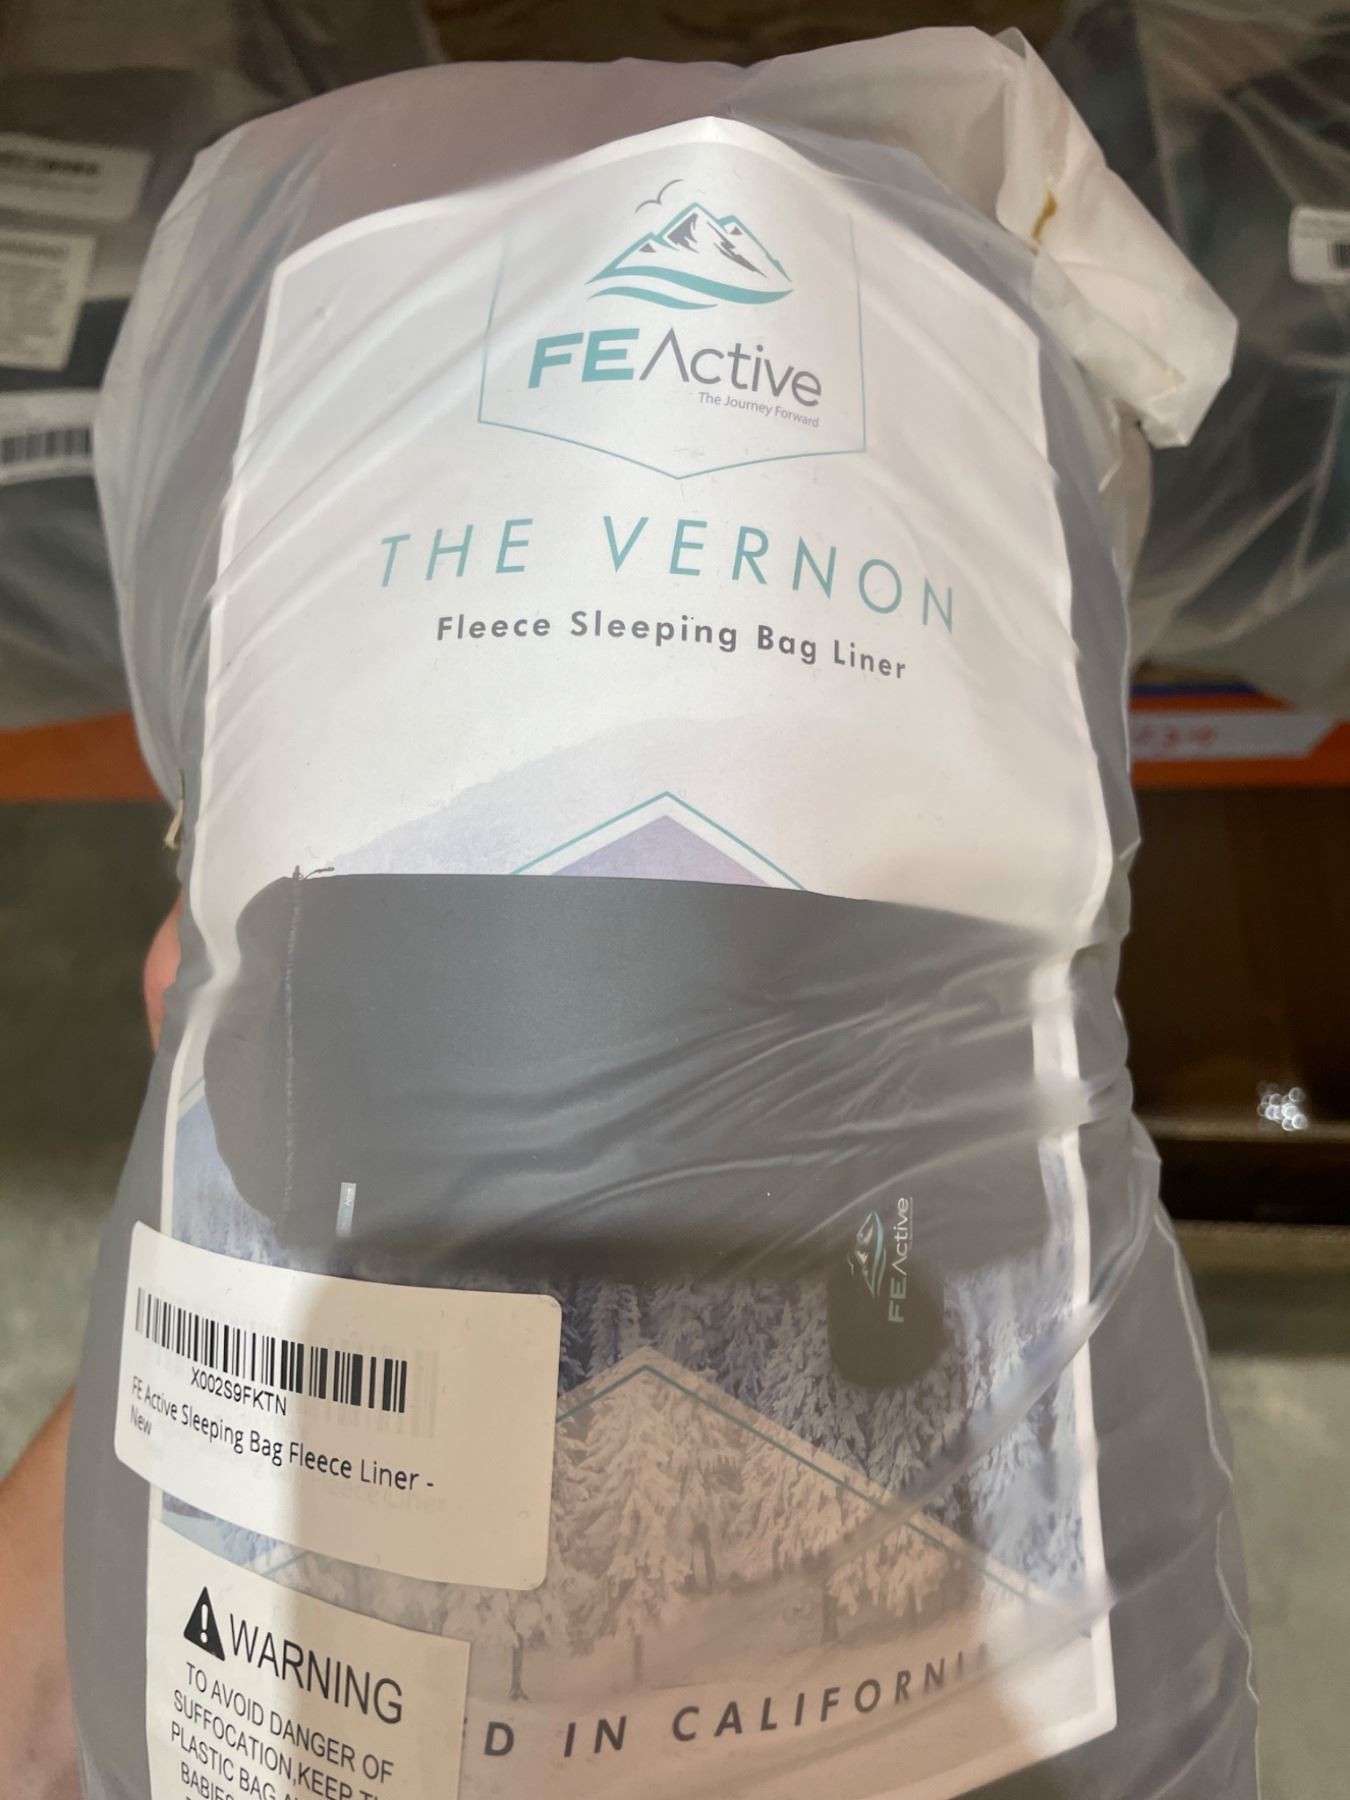 FEActive
The Journey Forward
THE VERNON
Fleece Sleeping Bag Liner
FEActive
X002S9FKTN
FE Active Sleeping Bag Fleece Liner -
New
WARNING
TO AVOID DANGER OF
SUFFOCATION,KEEP
PLASTIC BAG
IN CALIFORNIA